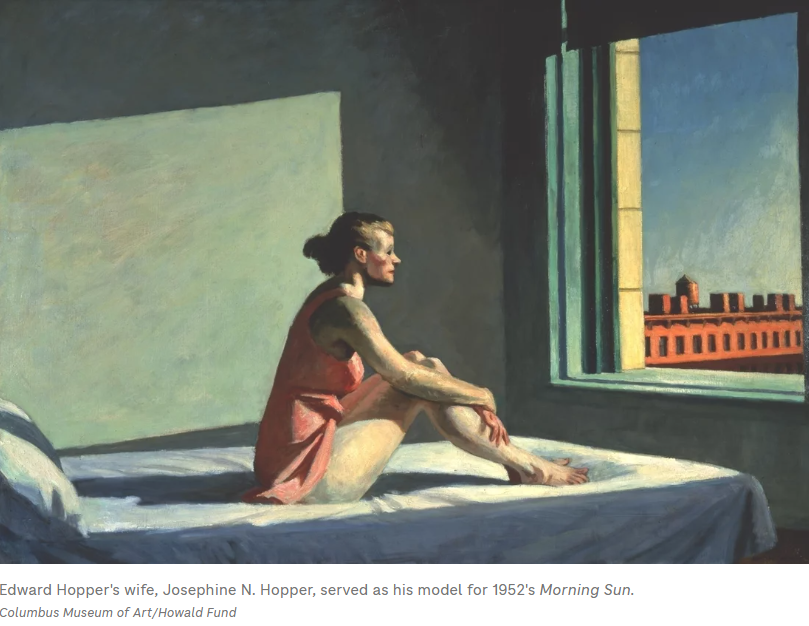 Edward Hopper's wife, Josephine N. Hopper, served as his model for 1952's Morning Sun.
Columbus Museum of Art/Howald Fund